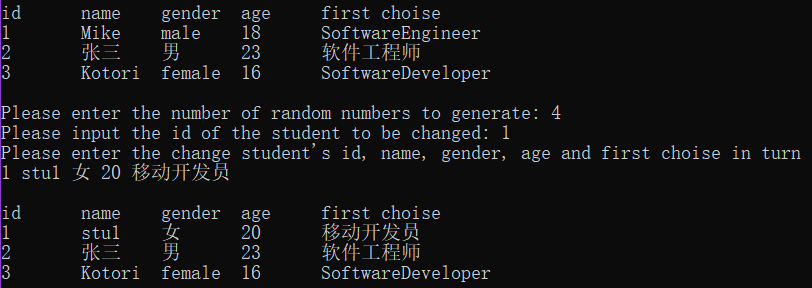 id name gender age first choise
1 Mike male 18 SoftwareEngineer
2 张三 男 23 软件工程师
3 Kotori female 16 SoftwareDeveloper
Please enter the number of random numbers to generate: 4
Please input the id of the student to be changed: 1
Please enter the change student's id, name, gender, age and first choise in turn
1 stu1 女 20 移动开发员
id name gender age first choise
1 stu1 女 20 移动开发员
2 张三 男 23 软件工程师
3 Kotori female 16 SoftwareDeveloper